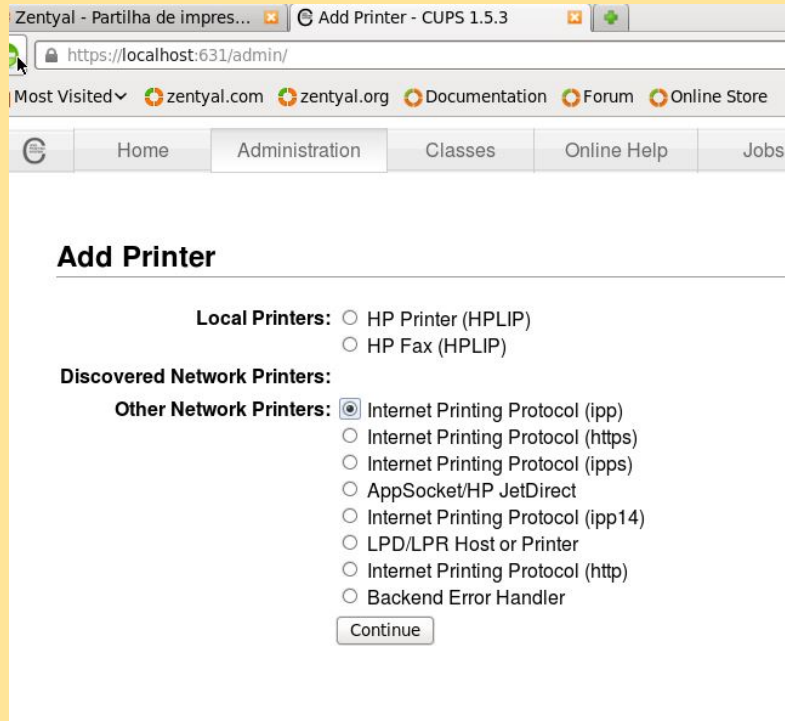 Zentyal - Partilha de impres... Add Printer - CUPS 1.5.3
https://localhost:631/admin/
Most Visited zentyal.com zentyal.org Documentation Forum Online Store
Home Administration Classes Online Help Jobs
Add Printer
Local Printers: HP Printer (HPLIP)
HP Fax (HPLIP)
Discovered Network Printers:
Other Network Printers: Internet Printing Protocol (ipp)
Internet Printing Protocol (https)
Internet Printing Protocol (ipps)
AppSocket/HP JetDirect
Internet Printing Protocol (ipp14)
LPD/LPR Host or Printer
Internet Printing Protocol (http)
Backend Error Handler
Continue